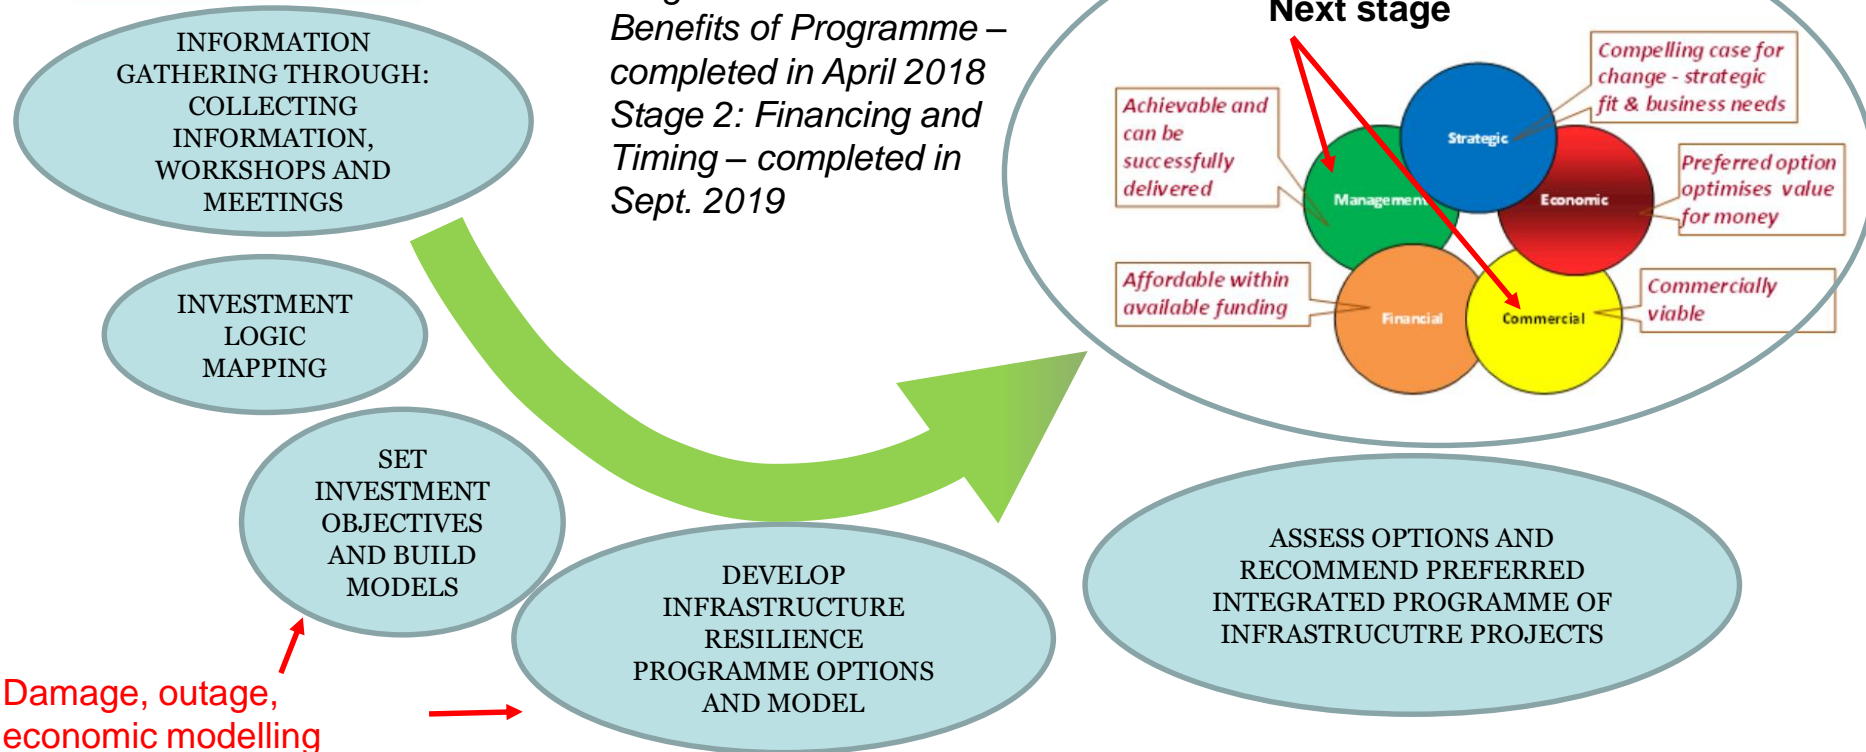 INFORMATION
GATHERING THROUGH:
COLLECTING
INFORMATION,
WORKSHOPS AND
MEETINGS
Benefits of Programme –
completed in April 2018
Stage 2: Financing and
Timing – completed in
Sept. 2019
Next stage
Compelling case for
change - strategic
fit & business needs
Achievable and
can be
successfully
delivered
Strategic
Management
Economic
Preferred option
optimises value
for money
Affordable within
available funding
Financial
Commercial
Commercially
viable
INVESTMENT
LOGIC
MAPPING
SET
INVESTMENT
OBJECTIVES
AND BUILD
MODELS
DEVELOP
INFRASTRUCTURE
RESILIENCE
PROGRAMME OPTIONS
AND MODEL
ASSESS OPTIONS AND
RECOMMEND PREFERRED
INTEGRATED PROGRAMME OF
INFRASTRUCUTRE PROJECTS
Damage, outage,
economic modelling